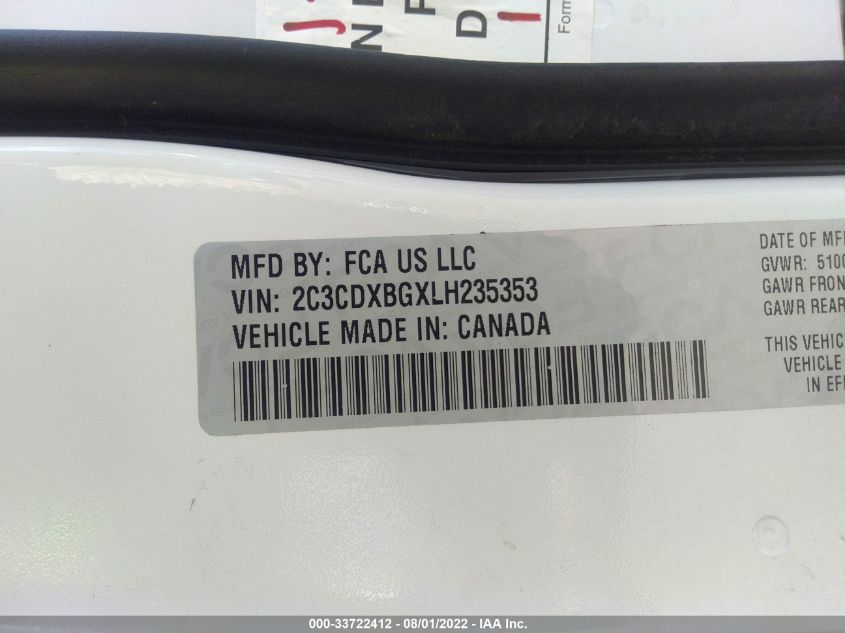 Form
MFD BY: FCA US LLC
VIN: 2C3CDXBGXLH235353
VEHICLE MADE IN: CANADA
DATE OF MF
GVWR: 510
GAWR FRON
GAWR REAR
THIS VEHIC
VEHICLE
IN EF
000-33722412 - 08/01/2022 - IAA Inc.